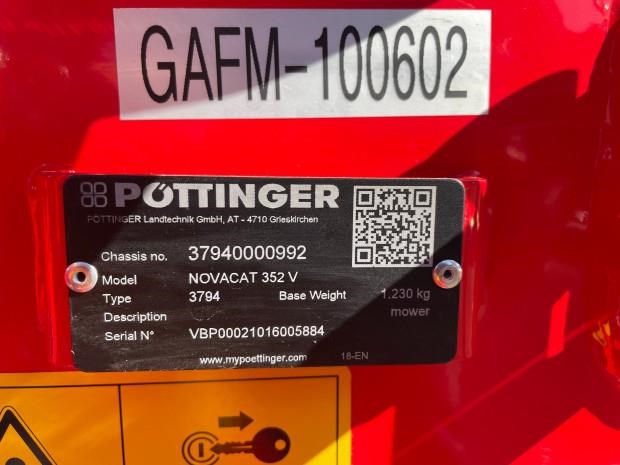 GAFM-100602
PÖTTINGER
PÖTTINGER Landtechnik GmbH, AT - 4710 Grieskirchen
Chassis no. 37940000992
Model NOVACAT 352 V
Type 3794 Base Weight 1.230 kg
Description mower
Serial N° VBP00021016005884
www.mypoettinger.com 18-EN